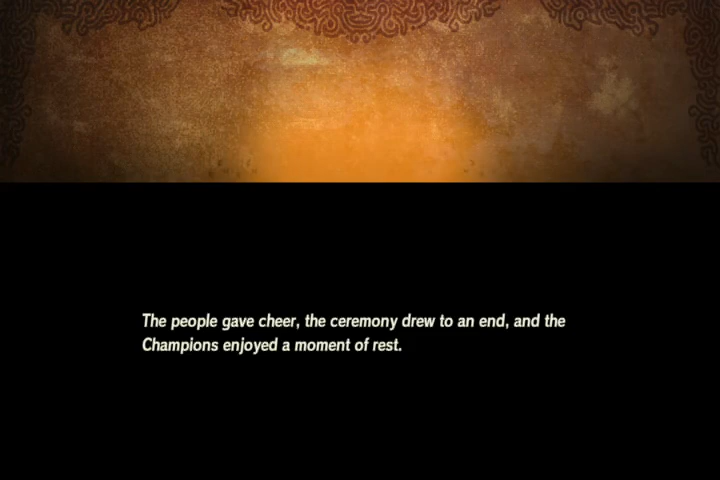 The people gave cheer, the ceremony drew to an end, and the
Champions enjoyed a moment of rest.